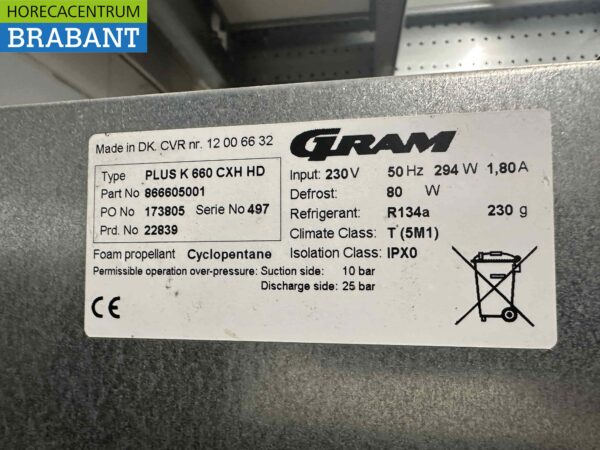 HORECACENTRUM
BRABANT
Made in DK. CVR nr. 12 00 66 32
GRAM
Type PLUS K 660 CXH HD
Part No 866605001
PO No 173805 Serie No 497
Prd. No 22839
Input: 230 V 50 Hz 294 W 1,80 A
Defrost: 80 W
Refrigerant: R134a 230 g
Climate Class: T (5M1)
Isolation Class: IPX0
Foam propellant Cyclopentane
Permissible operation over-pressure: Suction side: 10 bar
Discharge side: 25 bar
CE